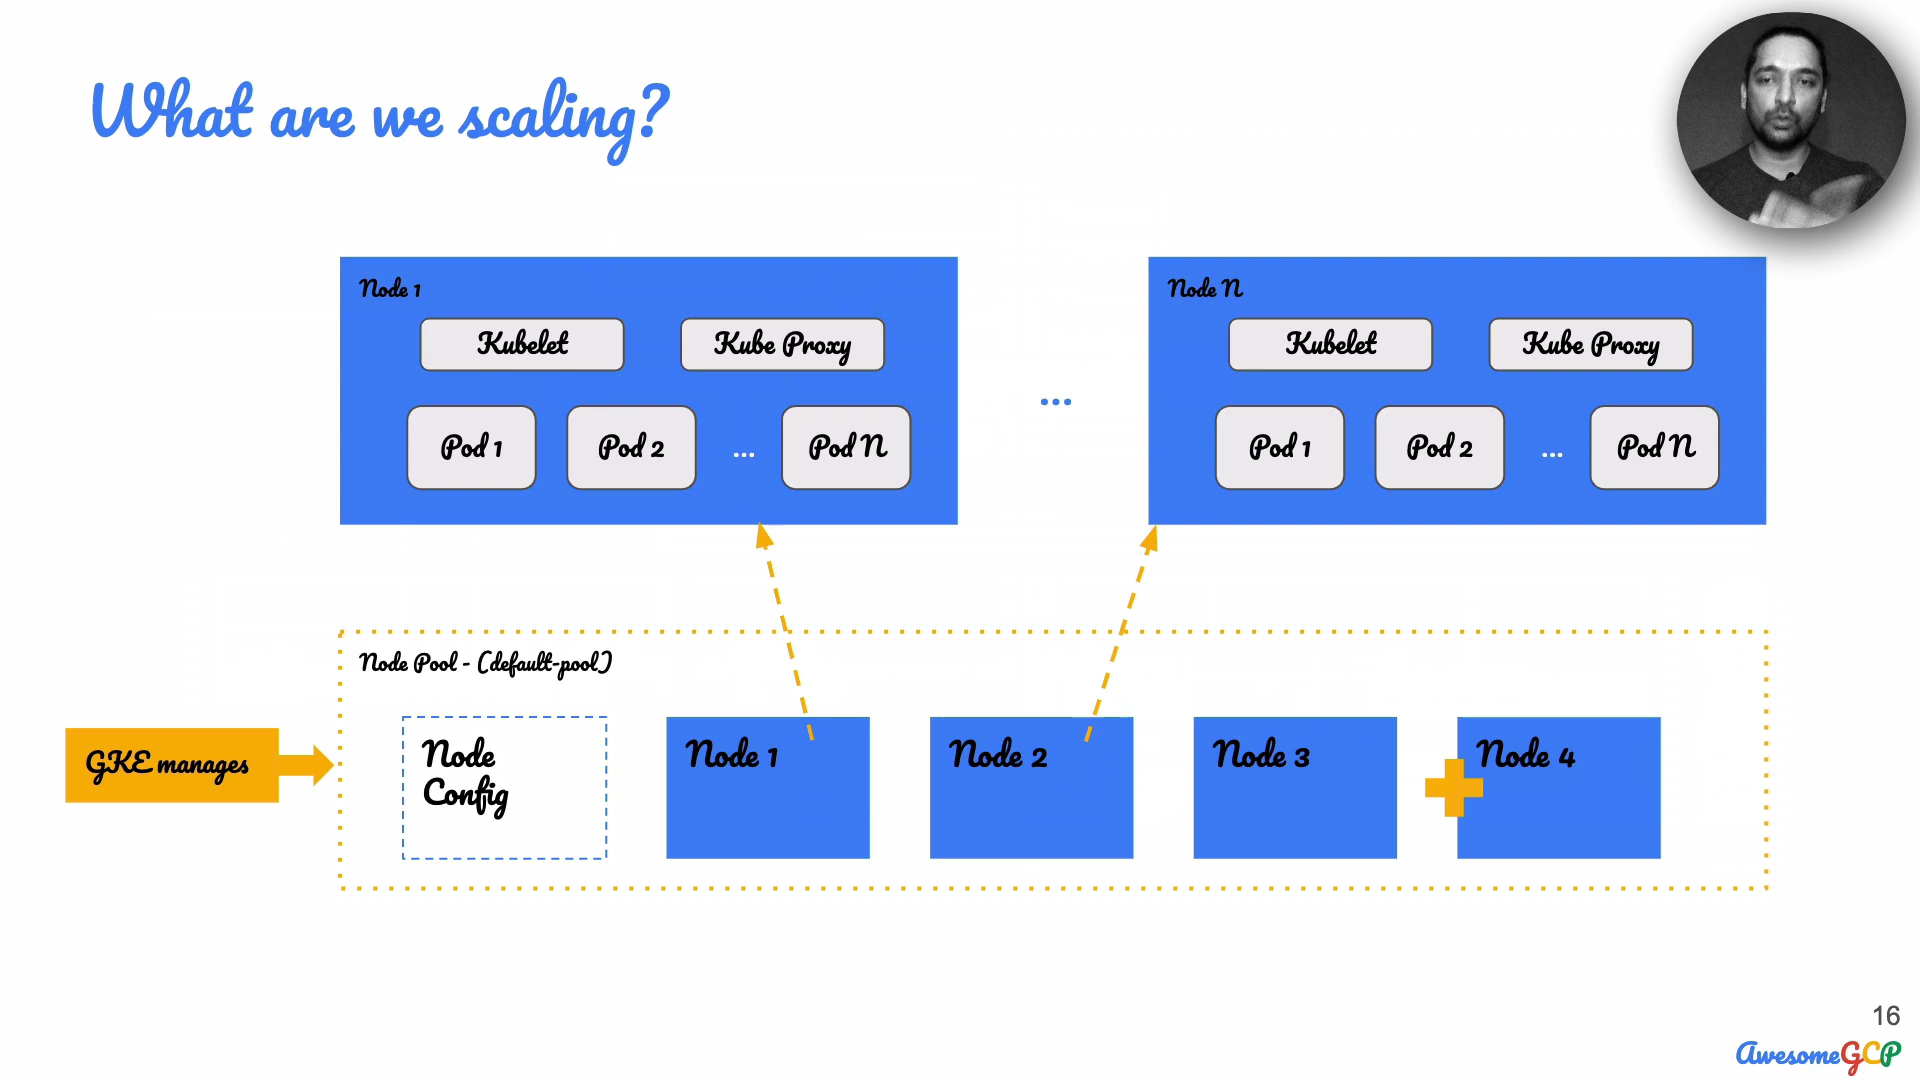 What are we scaling?
Node 1
Kubelet
Kube Proxy
Pod 1
Pod 2
...
Pod N
...
Node N
Kubelet
Kube Proxy
Pod 1
Pod 2
...
Pod N
GKE manages
Node Pool - (default-pool)
Node
Config
Node 1
Node 2
Node 3
Node 4
16
AwesomeGCP